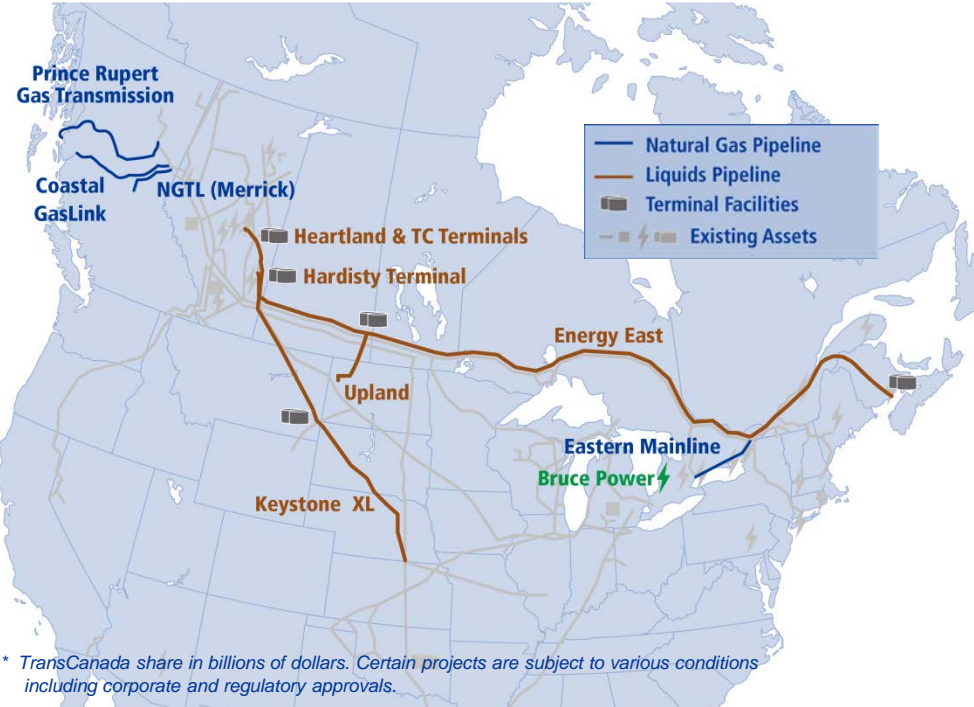 Prince Rupert
Gas Transmission
Coastal
GasLink
NGTL (Merrick)
Natural Gas Pipeline
Liquids Pipeline
Terminal Facilities
Existing Assets
Heartland & TC Terminals
Hardisty Terminal
Energy East
Upland
Eastern Mainline
Bruce Power
Keystone XL
* TransCanada share in billions of dollars. Certain projects are subject to various conditions
including corporate and regulatory approvals.